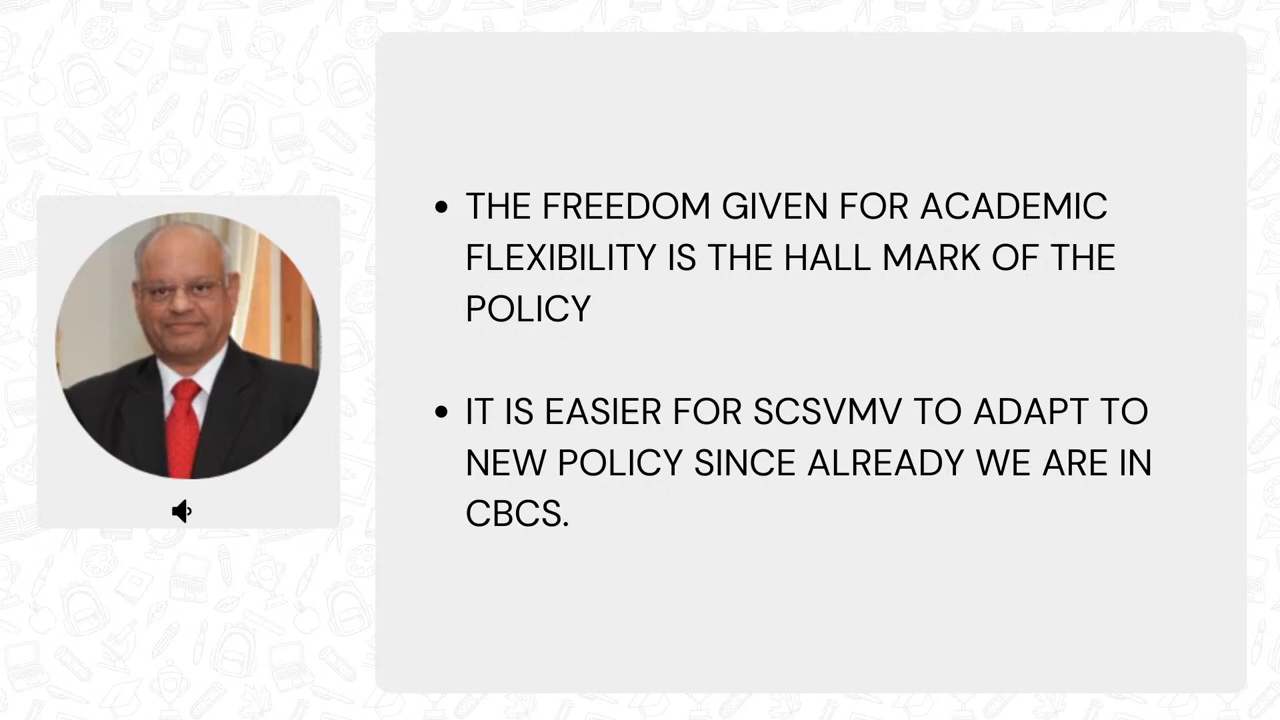 • THE FREEDOM GIVEN FOR ACADEMIC
FLEXIBILITY IS THE HALL MARK OF THE
POLICY
• IT IS EASIER FOR SCSVMV TO ADAPT TO
NEW POLICY SINCE ALREADY WE ARE IN
CBCS.